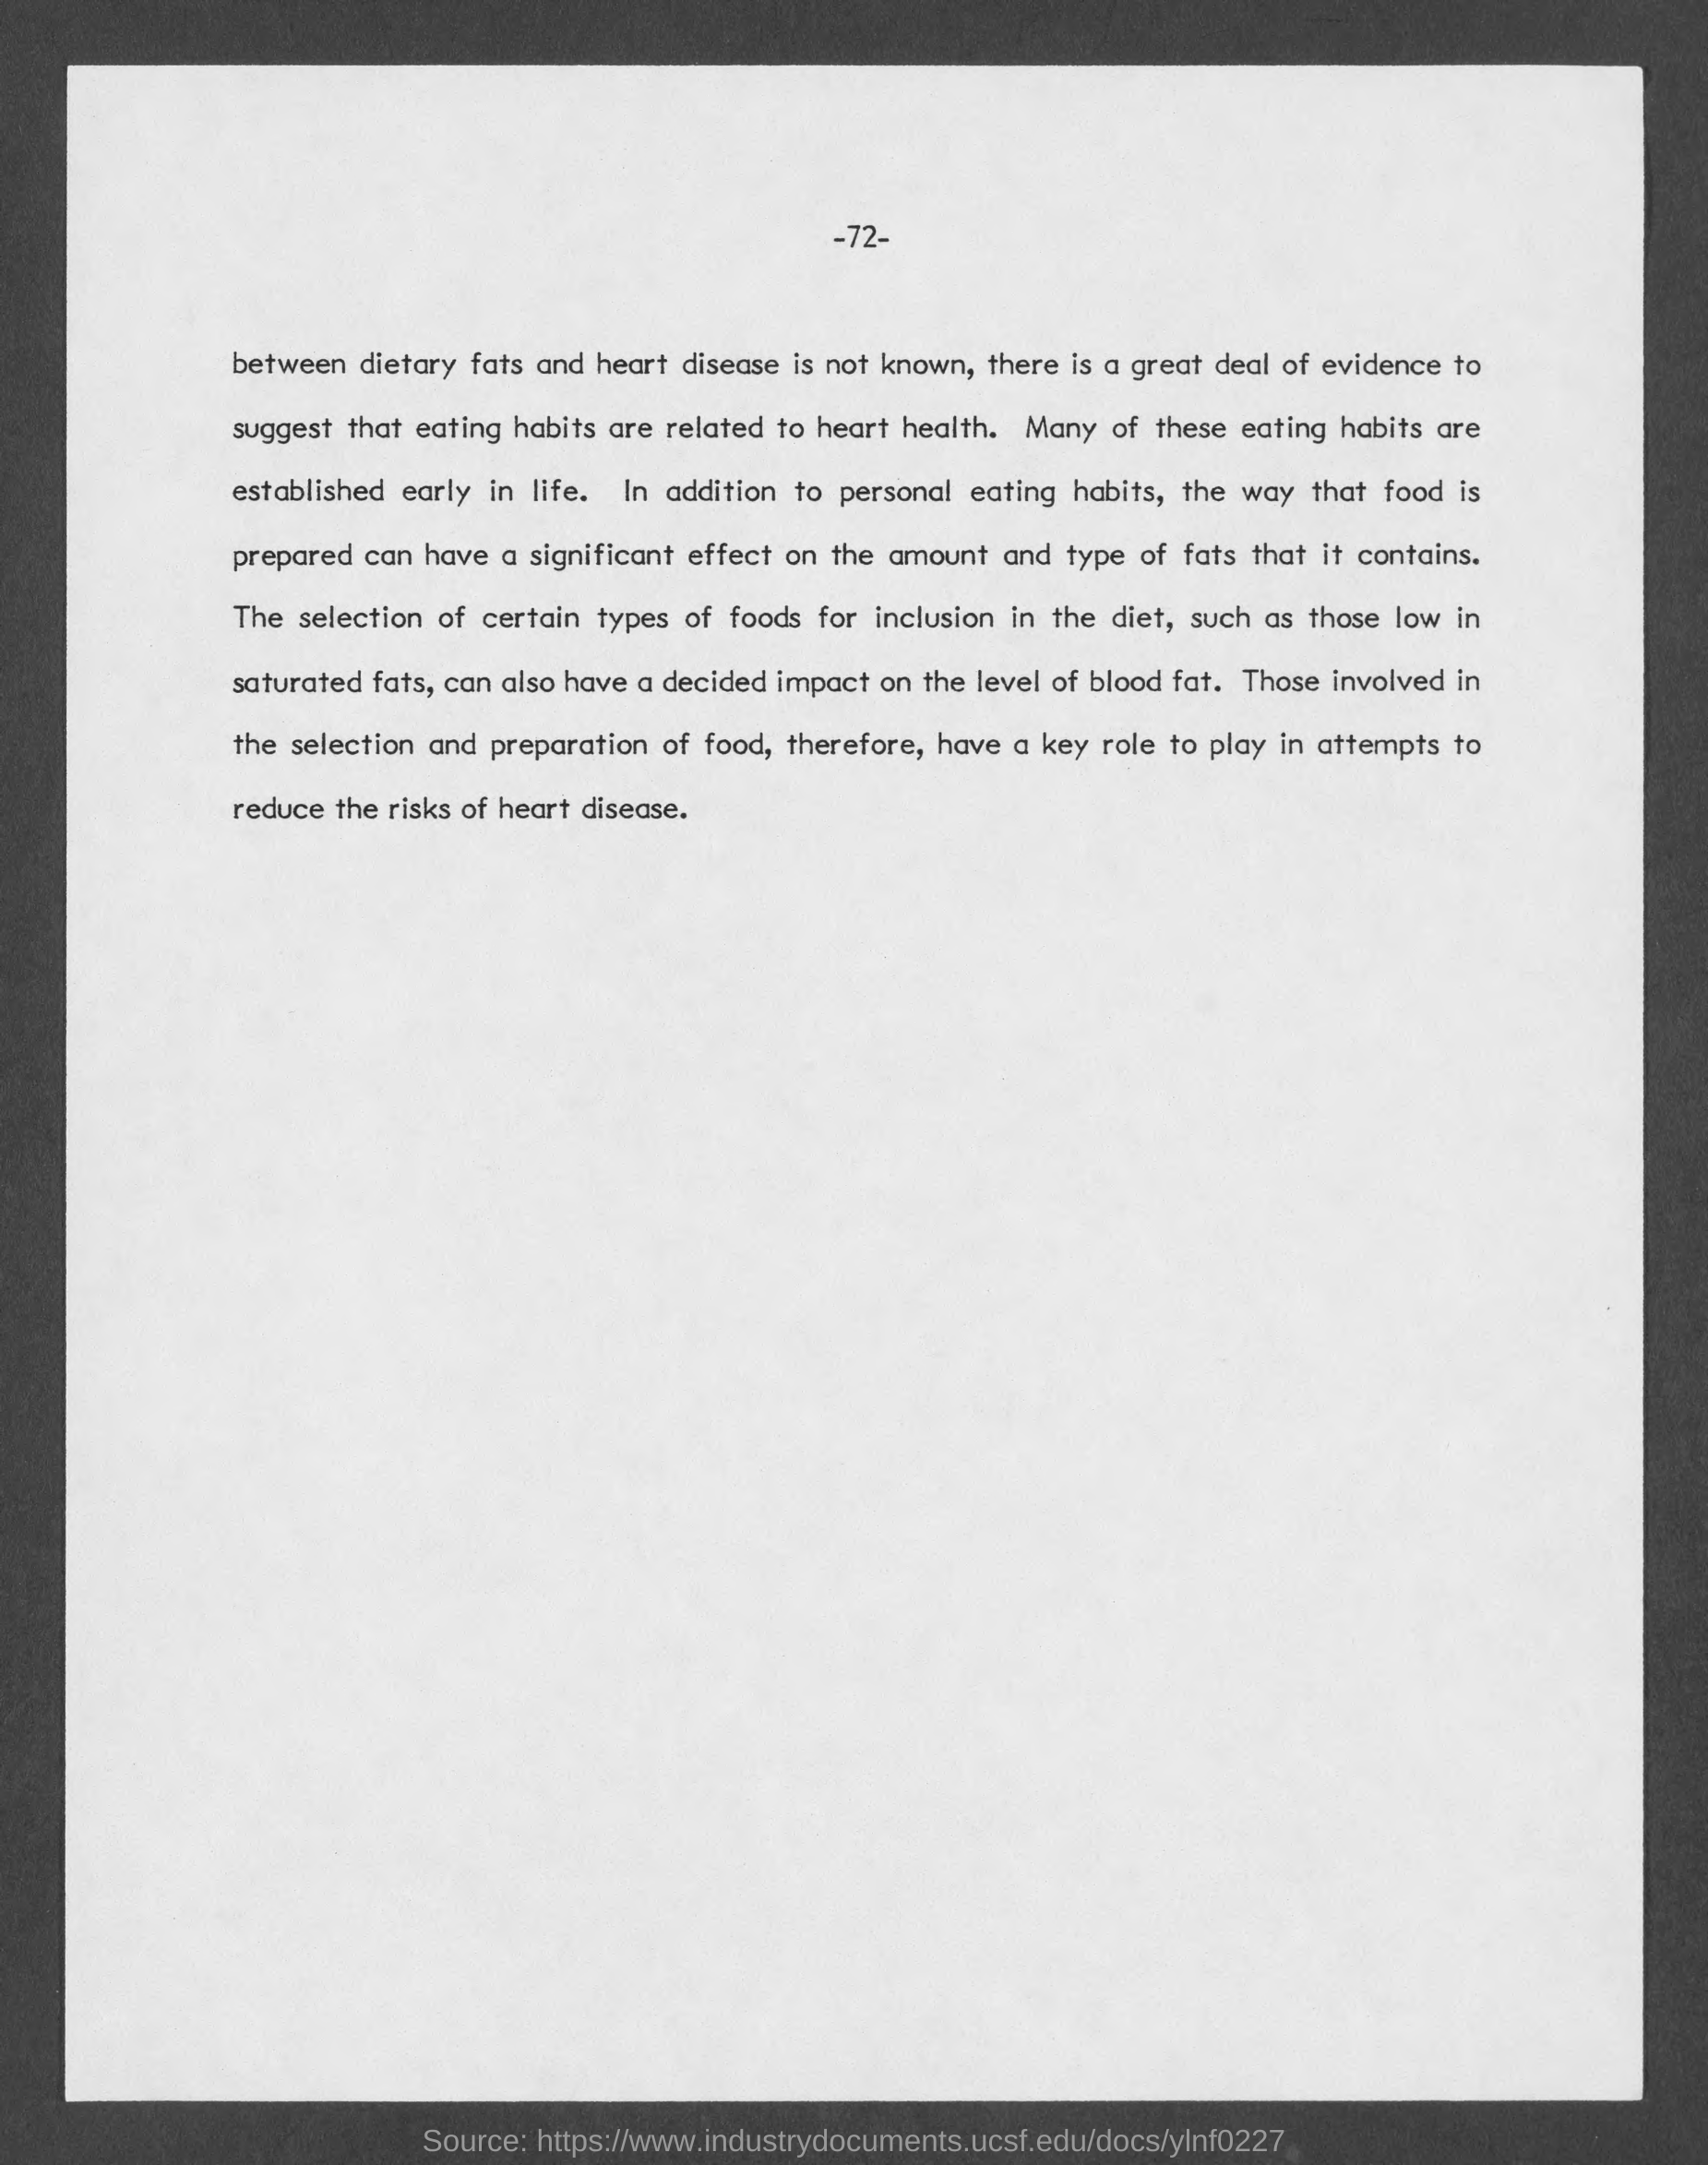 -72-
between dietary fats and heart disease is not known, there is a great deal of evidence to
suggest that eating habits are related to heart health. Many of these eating habits are
established early in life. In addition to personal eating habits, the way that food is
prepared can have a significant effect on the amount and type of fats that it contains.
The selection of certain types of foods for inclusion in the diet, such as those low in
saturated fats, can also have a decided impact on the level of blood fat. Those involved in
the selection and preparation of food, therefore, have a key role to play in attempts to
reduce the risks of heart disease.
Source: https://www.industrydocuments.ucsf.edu/docs/ylnf0227